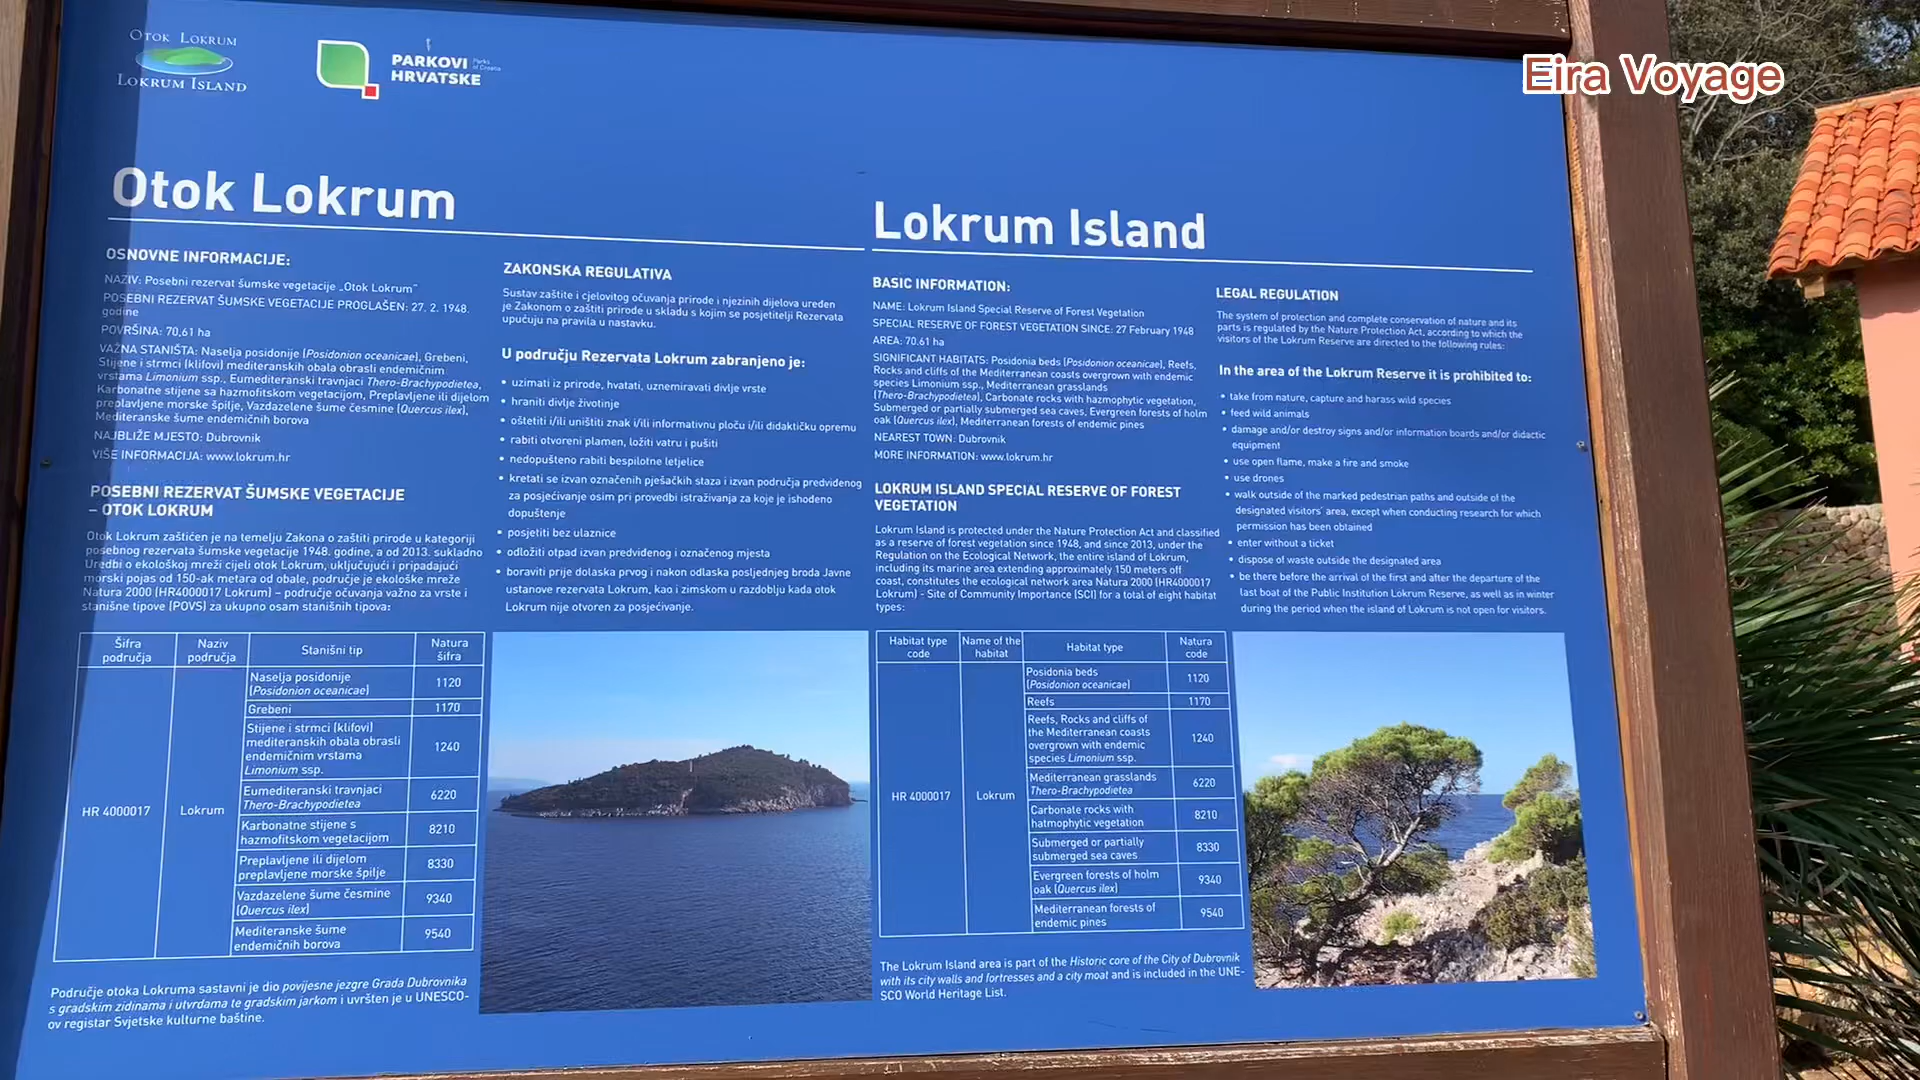 Otok Lokrum
Lokrum Island
PARKOVI
HRVATSKE
Parks
of Croatia
Eira Voyage
Otok Lokrum
OSNOVNE INFORMACIJE:
NAZIV: Posebni rezervat šumske vegetacije „Otok Lokrum"
POSEBNI REZERVAT ŠUMSKE VEGETACIJE PROGLAŠEN: 27. 2. 1948.
godine
POVRŠINA: 70,61 ha
VAŽNA STANIŠTA: Naselja posidonije (Posidonion oceanicae), Grebeni,
Stijene i strmci (klifovi) mediteranskih obala obrasli endemičnim
vrstama Limonium ssp., Eumediteranski travnjaci Thero-Brachypodietea,
Karbonatne stijene sa hazmofitskom vegetacijom, Preplavljene ili dijelom
preplavljene morske špilje, Vazdazelene šume česmine (Quercus ilex),
Mediteranske šume endemičnih borova
NAJBLIŽE MJESTO: Dubrovnik
VIŠE INFORMACIJA: www.lokrum.hr
POSEBNI REZERVAT ŠUMSKE VEGETACIJE
– OTOK LOKRUM
Otok Lokrum zaštićen je na temelju Zakona o zaštiti prirode u kategoriji
posebnog rezervata šumske vegetacije 1948. godine, a od 2013. sukladno
Uredbi o ekološkoj mreži cijeli otok Lokrum, uključujući i pripadajući
morski pojas od 150-ak metara od obale, područje je ekološke mreže
Natura 2000 (HR4000017 Lokrum) – područje očuvanja važno za vrste i
stanišne tipove (POVS) za ukupno osam stanišnih tipova:
ZAKONSKA REGULATIVA
Sustav zaštite i cjelovitog očuvanja prirode i njezinih dijelova uređen
je Zakonom o zaštiti prirode u skladu s kojim se posjetitelji Rezervata
upućuju na pravila u nastavku.
U području Rezervata Lokrum zabranjeno je:
• uzimati iz prirode, hvatati, uznemiravati divlje vrste
• hraniti divlje životinje
• oštetiti i/ili uništiti znak i/ili informativnu ploču i/ili didaktičku opremu
• rabiti otvoreni plamen, ložiti vatru i pušiti
• nedopušteno rabiti bespilotne letjelice
• kretati se izvan označenih pješačkih staza i izvan područja predviđenog
za posjećivanje osim pri provedbi istraživanja za koje je ishođeno
dopuštenje
• posjetiti bez ulaznice
• odložiti otpad izvan predviđenog i označenog mjesta
• boraviti prije dolaska prvog i nakon odlaska posljednjeg broda Javne
ustanove rezervata Lokrum, kao i zimskom u razdoblju kada otok
Lokrum nije otvoren za posjećivanje.
Šifra
područja
Naziv
područja
Stanišni tip
Natura
šifra
HR 4000017
Lokrum
Naselja posidonije
(Posidonion oceanicae)
1120
Grebeni
1170
Stijene i strmci (klifovi)
mediteranskih obala obrasli
endemičnim vrstama
Limonium ssp.
1240
Eumediteranski travnjaci
Thero-Brachypodietea
6220
Karbonatne stijene s
hazmofitskom vegetacijom
8210
Preplavljene ili dijelom
preplavljene morske špilje
8330
Vazdazelene šume česmine
(Quercus ilex)
9340
Mediteranske šume
endemičnih borova
9540
Područje otoka Lokruma sastavni je dio povijesne jezgre Grada Dubrovnika
s gradskim zidinama i utvrdama te gradskim jarkom i uvršten je u UNESCO-
ov registar Svjetske kulturne baštine.
Lokrum Island
BASIC INFORMATION:
NAME: Lokrum Island Special Reserve of Forest Vegetation
SPECIAL RESERVE OF FOREST VEGETATION SINCE: 27 February 1948
AREA: 70.61 ha
SIGNIFICANT HABITATS: Posidonia beds (Posidonion oceanicae), Reefs,
Rocks and cliffs of the Mediterranean coasts overgrown with endemic
species Limonium ssp., Mediterranean grasslands
(Thero-Brachypodietea), Carbonate rocks with hazmophytic vegetation,
Submerged or partially submerged sea caves, Evergreen forests of holm
oak (Quercus ilex), Mediterranean forests of endemic pines
NEAREST TOWN: Dubrovnik
MORE INFORMATION: www.lokrum.hr
LOKRUM ISLAND SPECIAL RESERVE OF FOREST
VEGETATION
Lokrum Island is protected under the Nature Protection Act and classified
as a reserve of forest vegetation since 1948, and since 2013, under the
Regulation on the Ecological Network, the entire island of Lokrum,
including its marine area extending approximately 150 meters off
coast, constitutes the ecological network area Natura 2000 (HR4000017
Lokrum) - Site of Community Importance (SCI) for a total of eight habitat
types:
LEGAL REGULATION
The system of protection and complete conservation of nature and its
parts is regulated by the Nature Protection Act, according to which the
visitors of the Lokrum Reserve are directed to the following rules:
In the area of the Lokrum Reserve it is prohibited to:
• take from nature, capture and harass wild species
• feed wild animals
• damage and/or destroy signs and/or information boards and/or didactic
equipment
• use open flame, make a fire and smoke
• use drones
• walk outside of the marked pedestrian paths and outside of the
designated visitors' area, except when conducting research for which
permission has been obtained
• enter without a ticket
• dispose of waste outside the designated area
• be there before the arrival of the first and after the departure of the
last boat of the Public Institution Lokrum Reserve, as well as in winter
during the period when the island of Lokrum is not open for visitors.
Habitat type
code
Name of the
habitat
Habitat type
Natura
code
HR 4000017
Lokrum
Posidonia beds
(Posidonion oceanicae)
1120
Reefs
1170
Reefs, Rocks and cliffs of
the Mediterranean coasts
overgrown with endemic
species Limonium ssp.
1240
Mediterranean grasslands
Thero-Brachypodietea
6220
Carbonate rocks with
hatmophytic vegetation
8210
Submerged or partially
submerged sea caves
8330
Evergreen forests of holm
oak (Quercus ilex)
9340
Mediterranean forests of
endemic pines
9540
The Lokrum Island area is part of the Historic core of the City of Dubrovnik
with its city walls and fortresses and a city moat and is included in the UNE-
SCO World Heritage List.